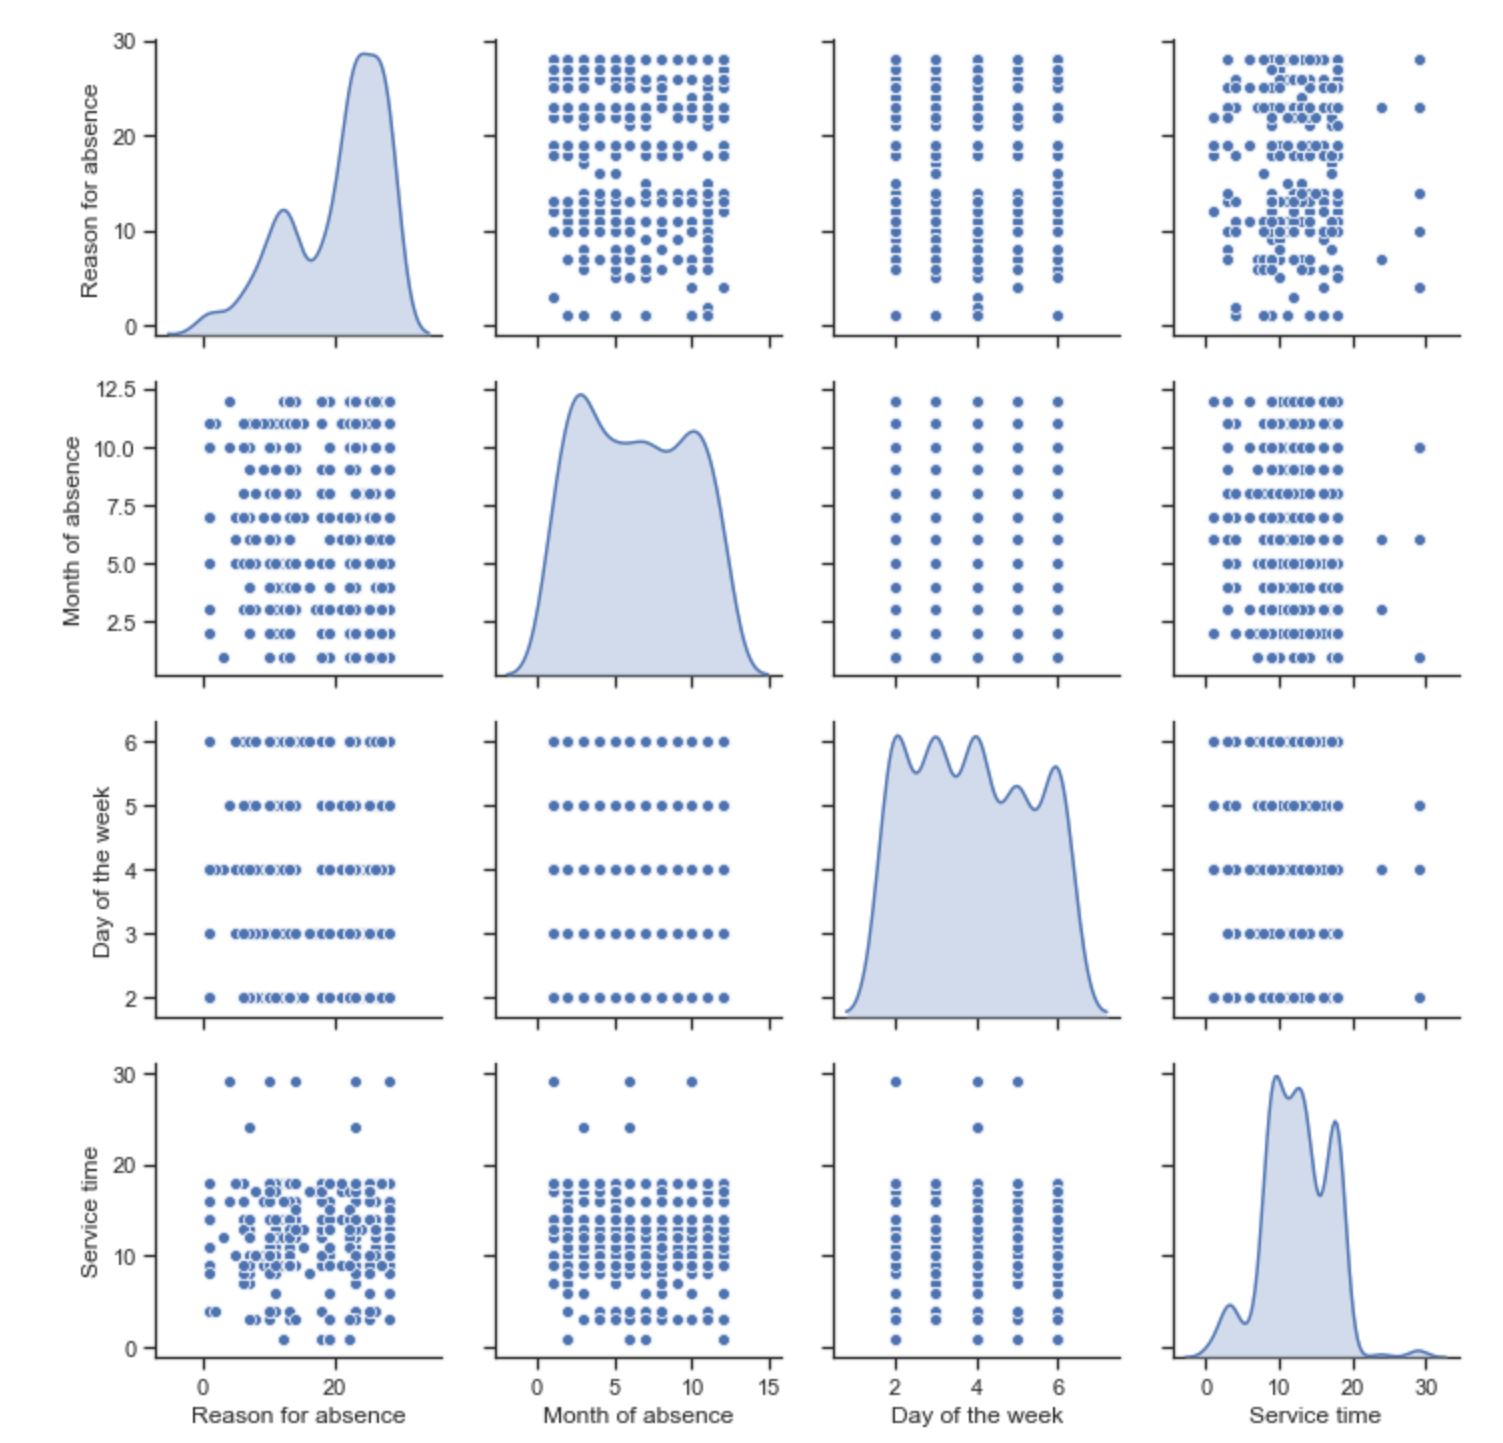 30
20
10
0
Reason for absence
12.5
10.0
7.5
5.0
2.5
Month of absence
6
5
4
3
2
Day of the week
30
20
10
0
Service time
0 20
Reason for absence
0 5 10 15
Month of absence
2 4 6
Day of the week
0 10 20 30
Service time